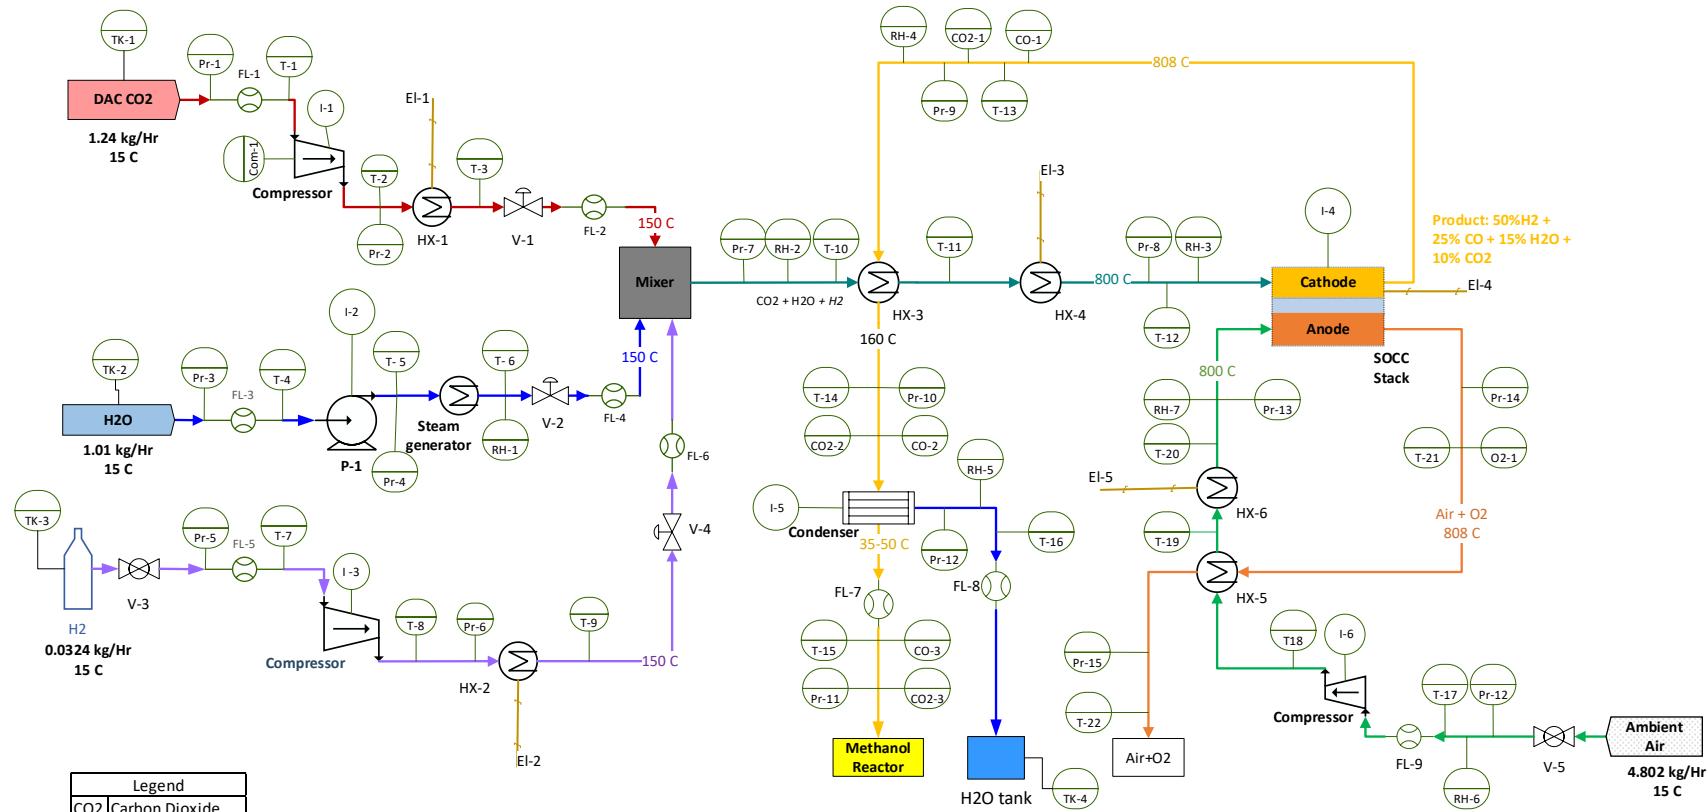 TK-1
Pr-1
FL-1
T-1
DAC CO2
1.24 kg/Hr
15 C
I-1
Com-1
Compressor
T-2
Pr-2
El-1
HX-1
T-3
V-1
FL-2
150 C
Mixer
TK-2
H2O
1.01 kg/Hr
15 C
Pr-3
FL-3
T-4
I-2
P-1
T- 5
Pr-4
Steam
generator
T- 6
RH-1
V-2
FL-4
150 C
TK-3
H2
0.0324 kg/Hr
15 C
V-3
Pr-5
FL-5
T-7
I -3
Compressor
T-8
Pr-6
HX-2
El-2
T-9
150 C
V-4
FL-6
Pr-7
RH-2
T-10
CO2 + H2O + H2
RH-4
CO2-1
CO-1
Pr-9
T-13
808 C
HX-3
T-11
El-3
HX-4
800 C
Pr-8
RH-3
T-12
I-4
Cathode
Anode
El-4
SOCC
Stack
Product: 50%H2 +
25% CO + 15% H2O +
10% CO2
160 C
T-14
Pr-10
CO2-2
CO-2
I-5
Condenser
RH-5
Pr-12
T-16
35-50 C
FL-7
FL-8
T-15
CO-3
Pr-11
CO2-3
Methanol
Reactor
H2O tank
TK-4
800 C
RH-7
Pr-13
T-20
El-5
HX-6
T-19
HX-5
Pr-14
T-21
O2-1
Air + O2
808 C
Pr-15
T-22
Air+O2
T18
I-6
Compressor
FL-9
T-17
Pr-12
RH-6
V-5
Ambient
Air
4.802 kg/Hr
15 C
Legend
CO2 Carbon Dioxide